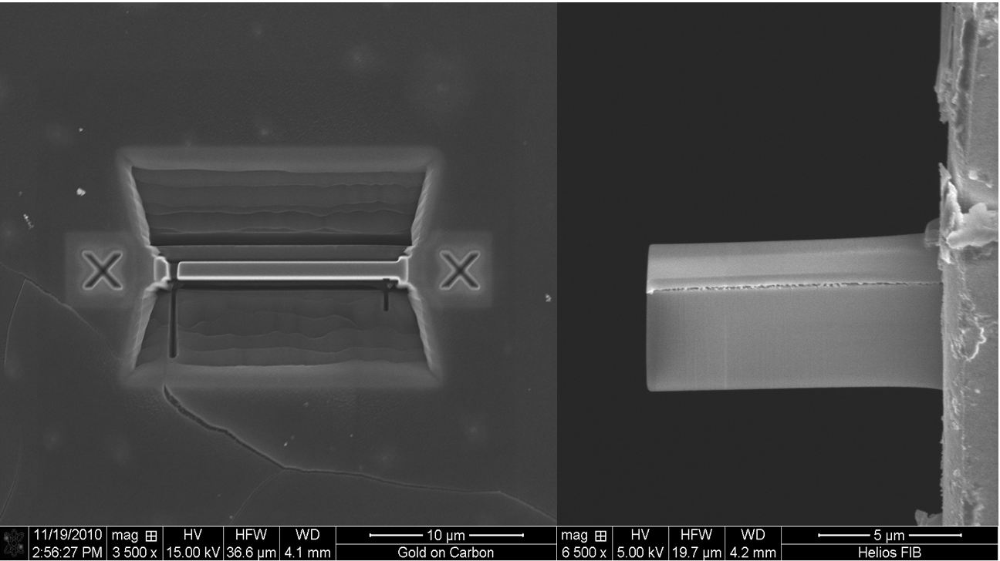 11/19/2010 mag HV HFW WD 10 µm
2:56:27 PM 3 500 x 15.00 kV 36.6 µm 4.1 mm Gold on Carbon
mag HV HFW WD 5 µm
6 500 x 5.00 kV 19.7 µm 4.2 mm Helios FIB